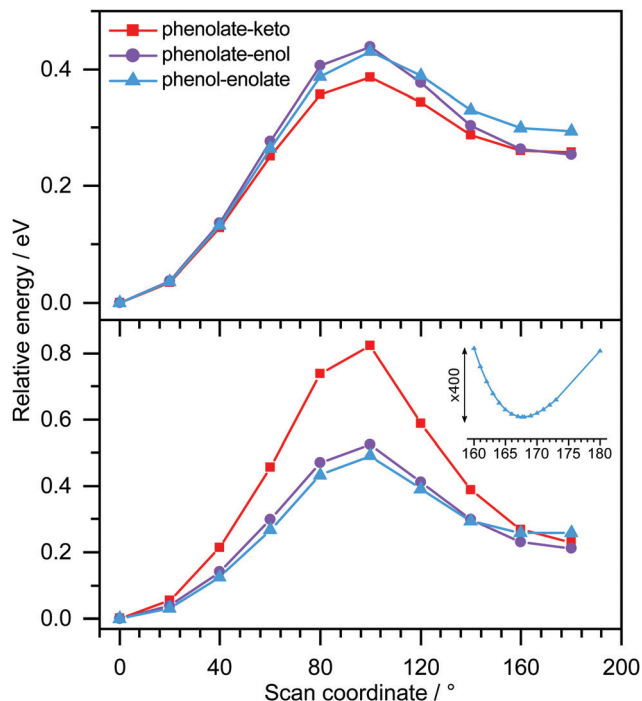 phenolate-keto
phenolate-enol
phenol-enolate
0.4
0.2
0.0
Relative energy / eV
0.8
0.6
0.4
0.2
0.0
x400
160 165 170 175 180
0 40 80 120 160 200
Scan coordinate / °